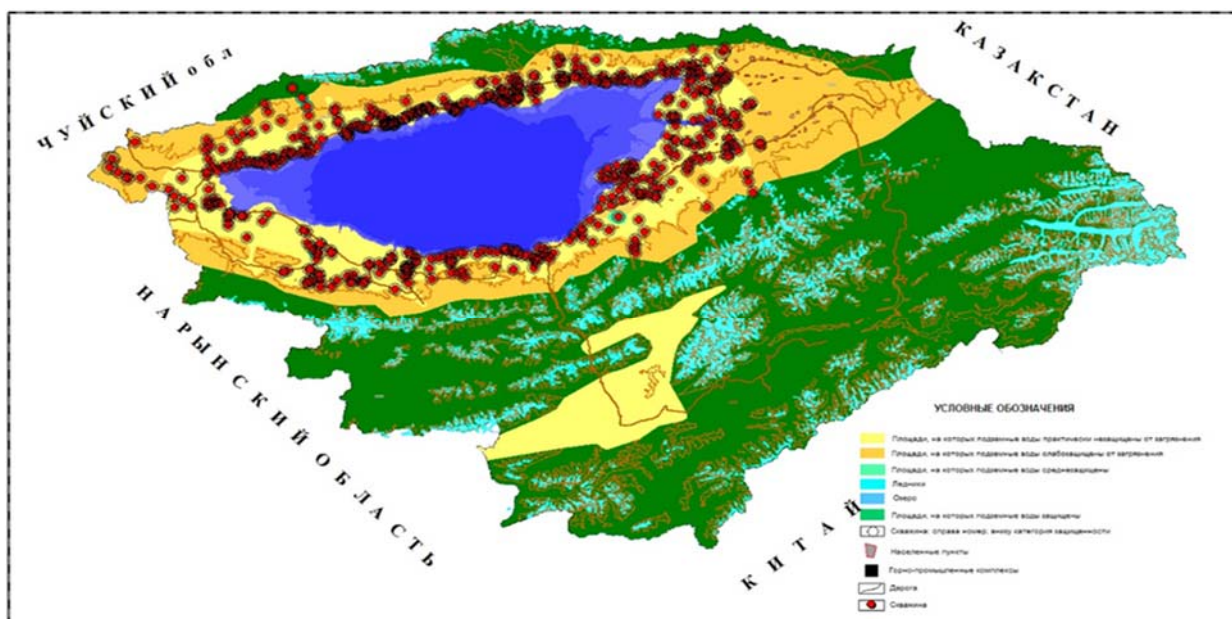 ЧУЙСКИЙ обл
КАЗАКСТАН
НАРЫНСКИЙ ОБЛАСТЬ
КИТАЙ
УСЛОВНЫЕ ОБОЗНАЧЕНИЯ
Площади, на которых подземные воды практически незащищены от загрязнения
Площади, на которых подземные воды слабозащищены от загрязнения
Площади, на которых подземные воды среднезащищены
Ледники
Озеро
Площади, на которых подземные воды защищены
Скважина: справа номер, внизу категория защищенности
Населенные пункты
Горно-промышленные комплексы
Дорога
Скважина